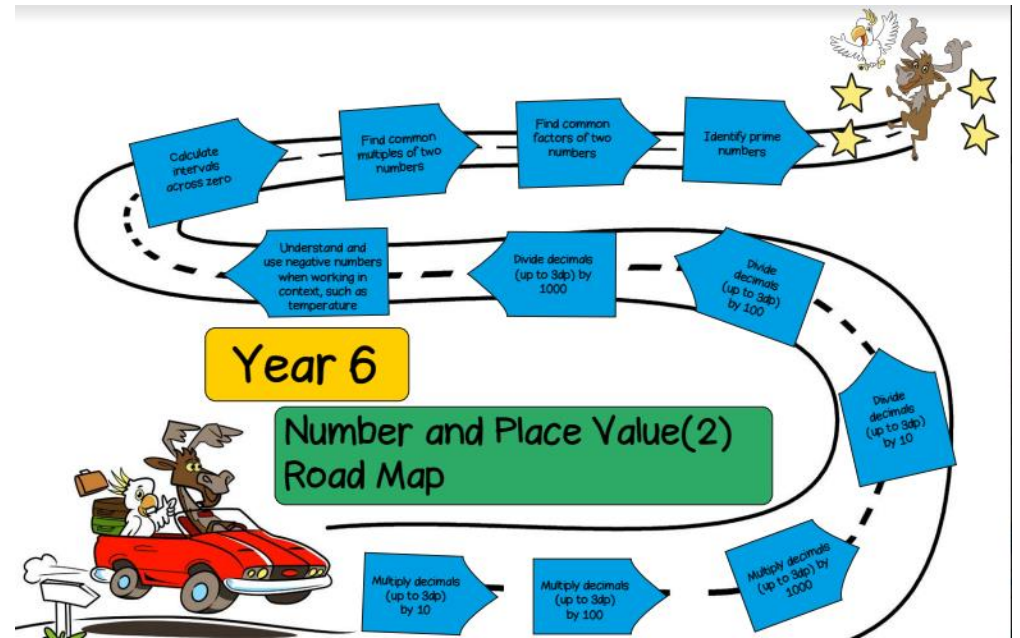 Calculate
intervals
across zero
Find common
multiples of two
numbers
Find common
factors of two
numbers
Identify prime
numbers
Understand and
use negative numbers
when working in
context, such as
temperature
Divide decimals
(up to 3dp) by
1000
Divide
decimals
(up to 3dp)
by 100
Year 6
Divide
decimals
(up to 3dp)
by 10
Number and Place Value(2)
Road Map
Multiply decimals
(up to 3dp)
by 10
Multiply decimals
(up to 3dp)
by 100
Multiply decimals
(up to 3dp) by
1000